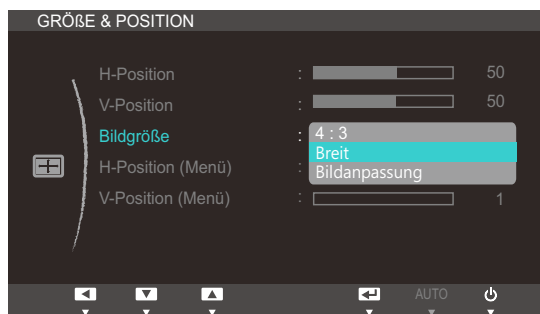 GRÖßE & POSITION
H-Position : 50
V-Position : 50
Bildgröße : 4 : 3
Breit
Bildanpassung
H-Position (Menü) :
V-Position (Menü) : 1
AUTO